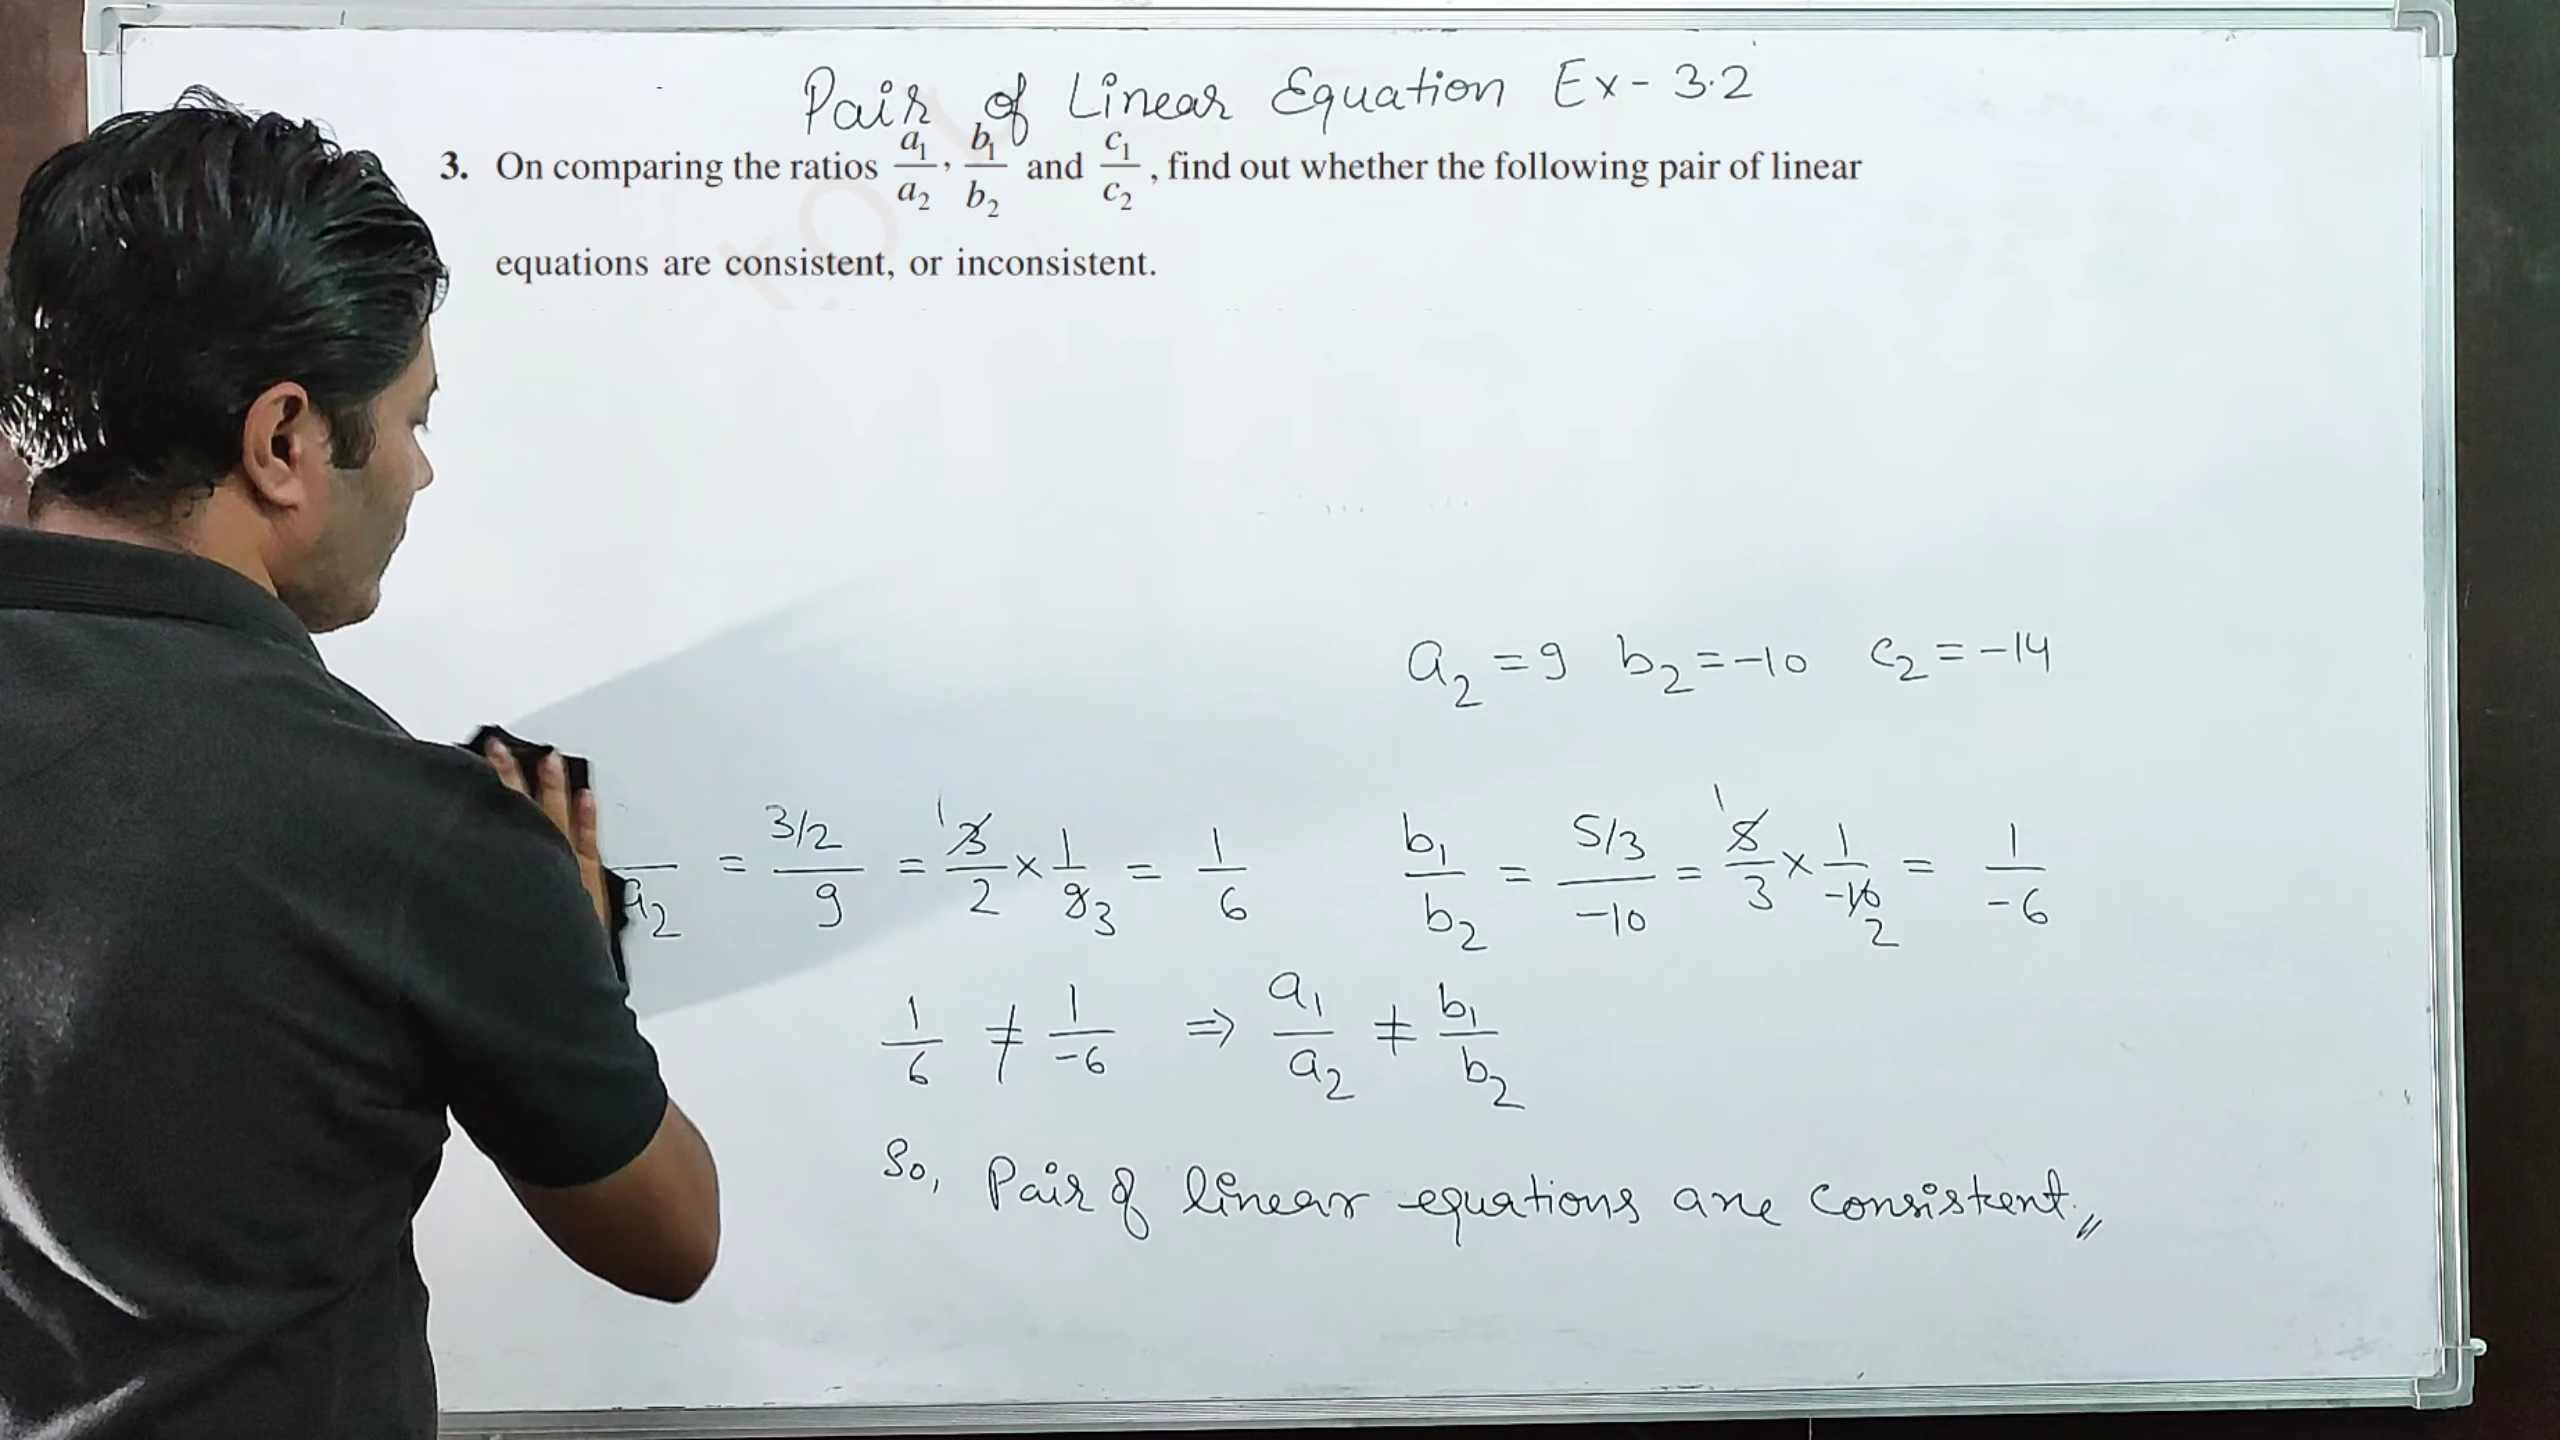 Pair of Linear Equation Ex - 3.2
3. On comparing the ratios a₁/a₂, b₁/b₂ and c₁/c₂, find out whether the following pair of linear
equations are consistent, or inconsistent.
a₂ = 9 b₂ = -10 c₂ = -14
/a₂ = (3/2)/9 = 3/2 × 1/9 3 = 1/6 b₁/b₂ = (5/3)/-10 = 5/3 × 1/-10 2 = 1/-6
1/6 ≠ 1/-6 ⇒ a₁/a₂ ≠ b₁/b₂
So, Pair of linear equations are consistent.,,